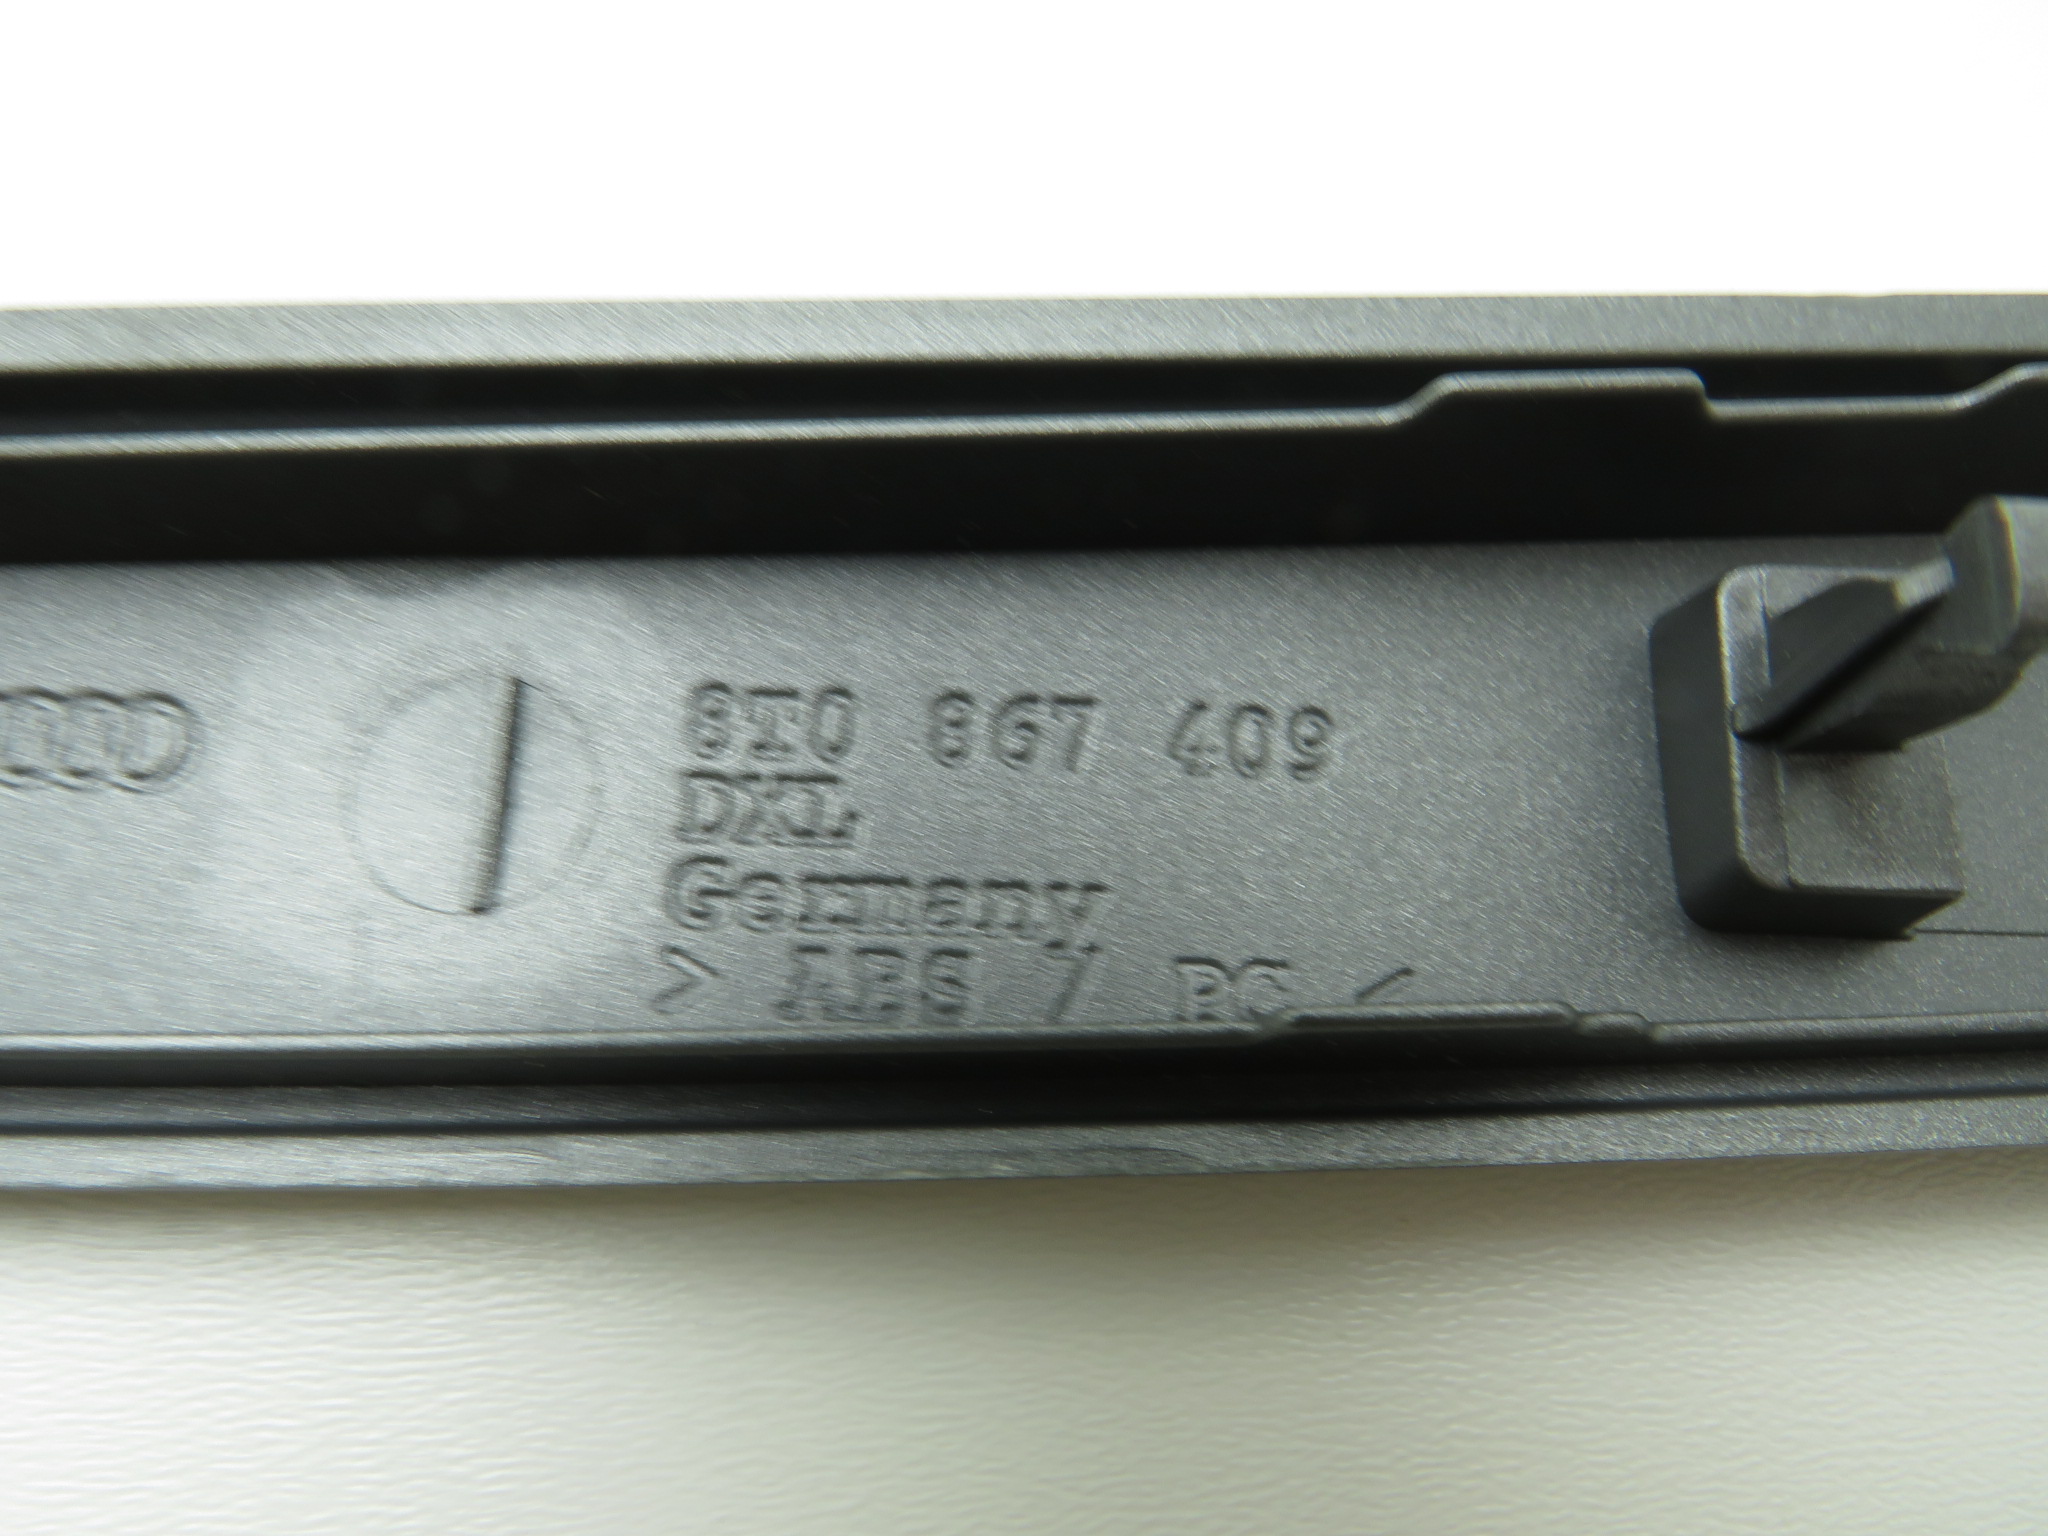 8T0 867 409
DXL
Germany
> ABS / PC <